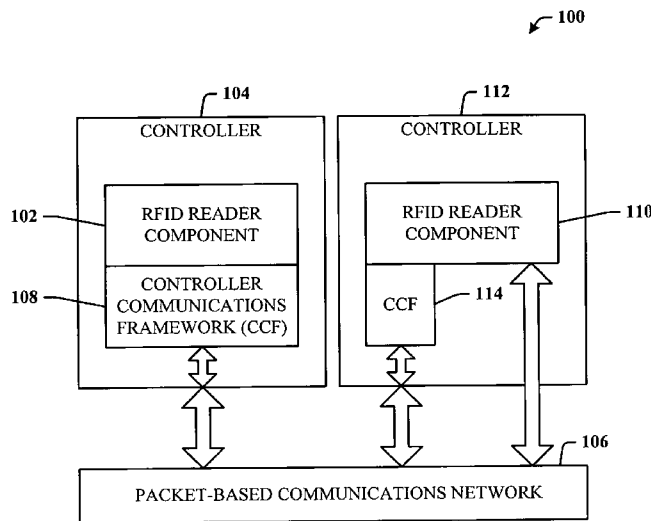 100
104
112
CONTROLLER
CONTROLLER
102
RFID READER
COMPONENT
RFID READER
COMPONENT
110
108
CONTROLLER
COMMUNICATIONS
FRAMEWORK (CCF)
CCF
114
106
PACKET-BASED COMMUNICATIONS NETWORK